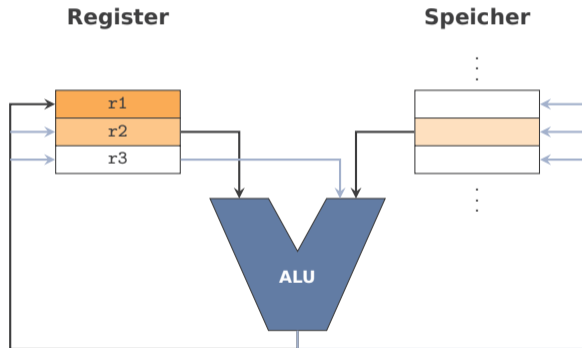 Register
Speicher
r1
r2
r3
ALU